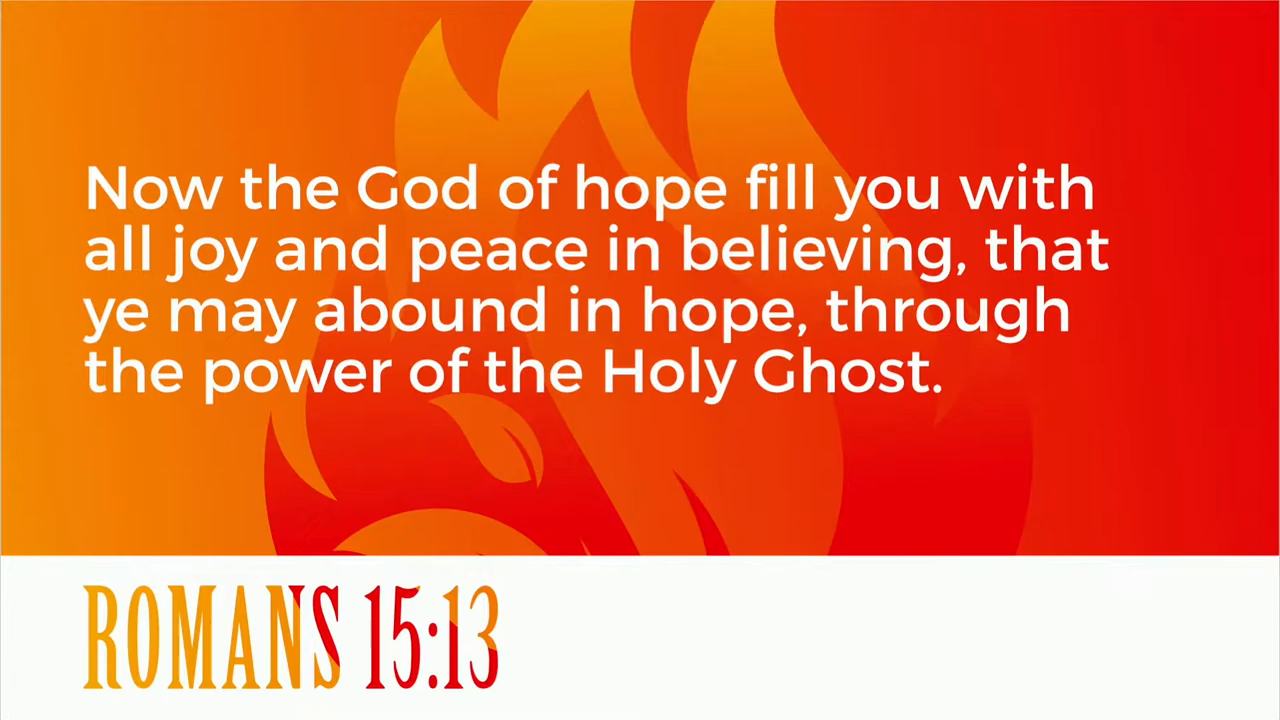 Now the God of hope fill you with
all joy and peace in believing, that
ye may abound in hope, through
the power of the Holy Ghost.
ROMANS 15:13